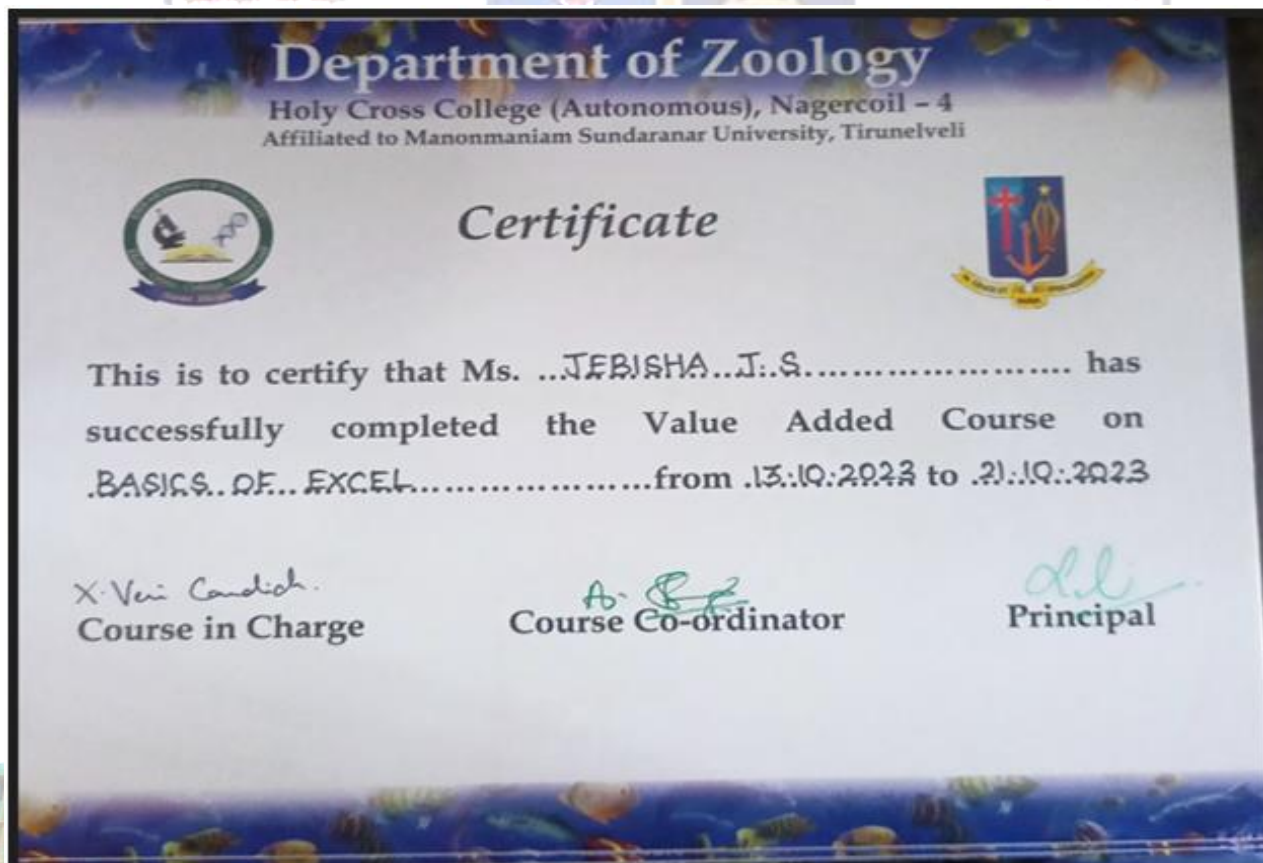 Department of Zoology
Holy Cross College (Autonomous), Nagercoil – 4
Affiliated to Manonmaniam Sundaranar University, Tirunelveli
Certificate
This is to certify that Ms. ...JEBISHA..J..S...................... has
successfully completed the Value Added Course on
.BASICS..OF..EXCEL.....................from .13.10.2023 to .21.10.2023
X.
Course in Charge
A.
Course Co-ordinator
Principal